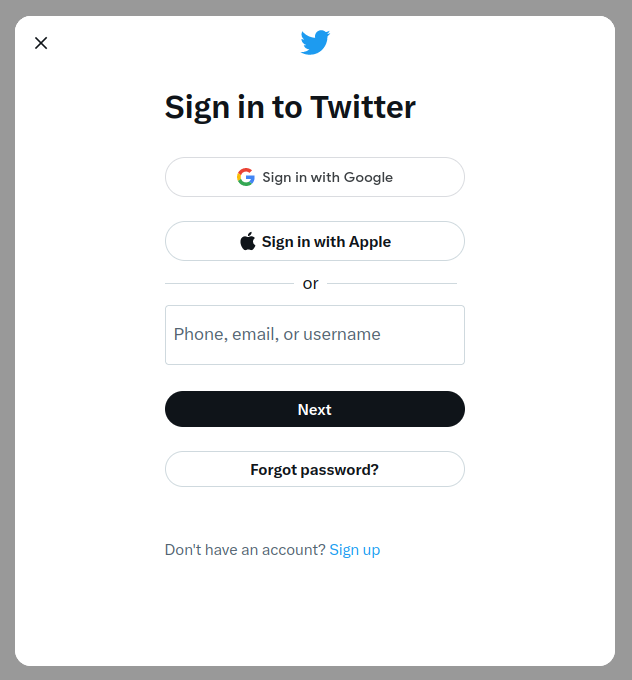 Sign in to Twitter
Sign in with Google
Sign in with Apple
or
Phone, email, or username
Next
Forgot password?
Don't have an account? Sign up